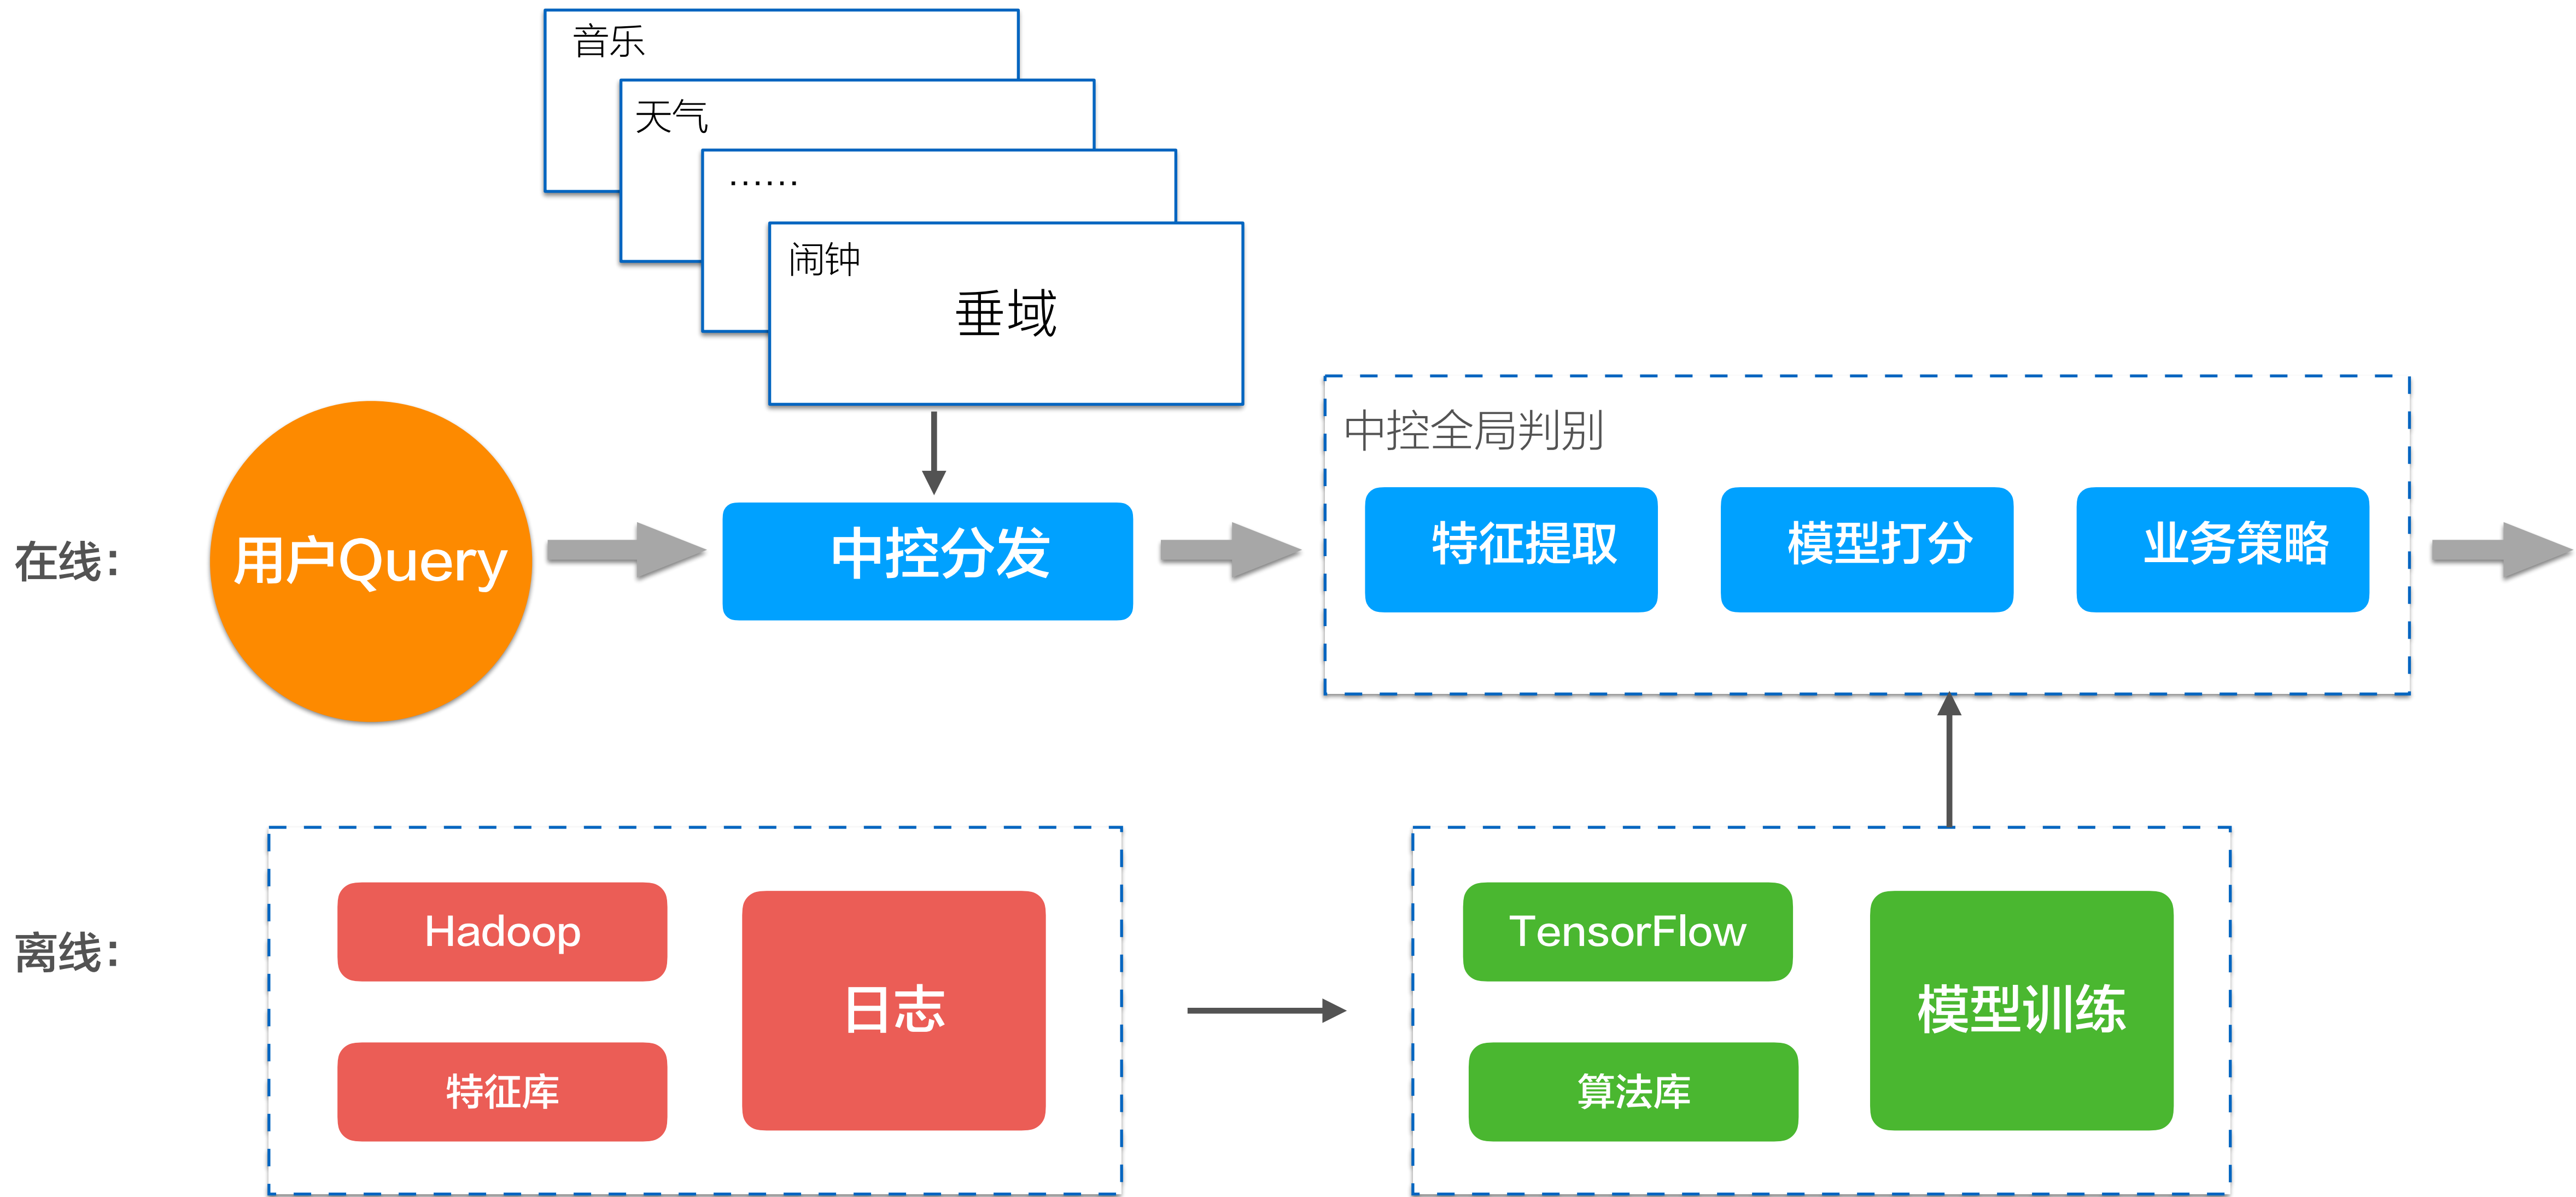 音乐
天气
……
闹钟
垂域
中控全局判别
在线：
用户Query
中控分发
特征提取
模型打分
业务策略
离线：
Hadoop
日志
特征库
TensorFlow
模型训练
算法库